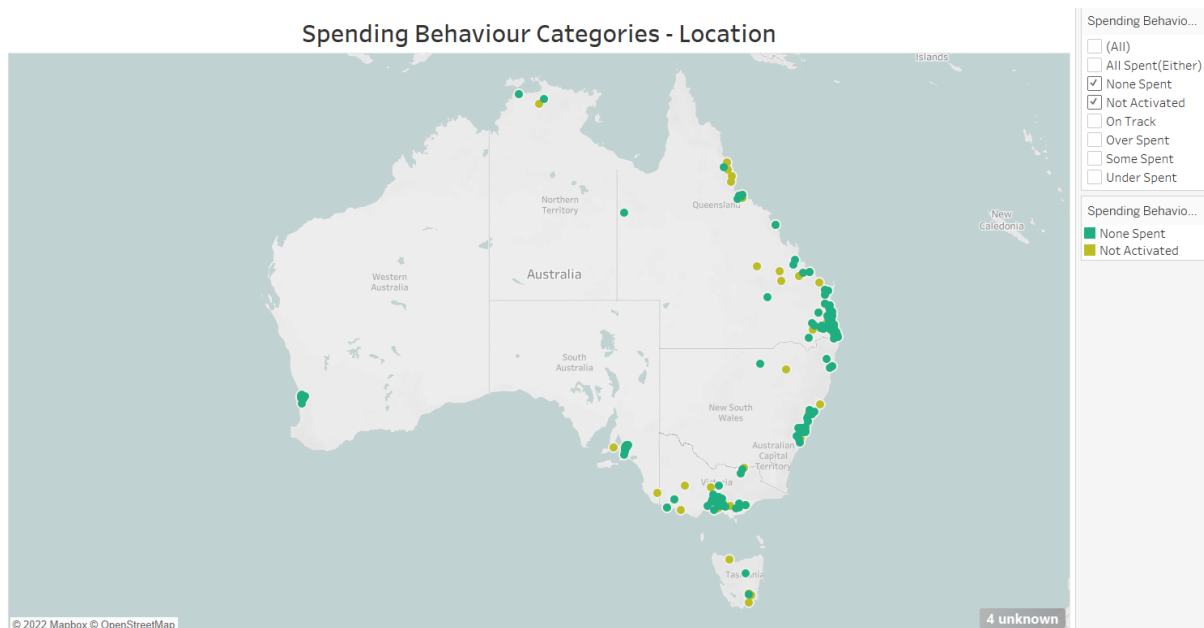 Spending Behaviour Categories - Location
Islands
Northern
Territory
Queensland
New
Caledonia
Western
Australia
Australia
South
Australia
New South
Wales
Australian
Capital
Territory
Victoria
Tasmania
© 2022 Mapbox © OpenStreetMap
4 unknown
Spending Behavio...
(All)
All Spent(Either)
None Spent
Not Activated
On Track
Over Spent
Some Spent
Under Spent
Spending Behavio...
None Spent
Not Activated